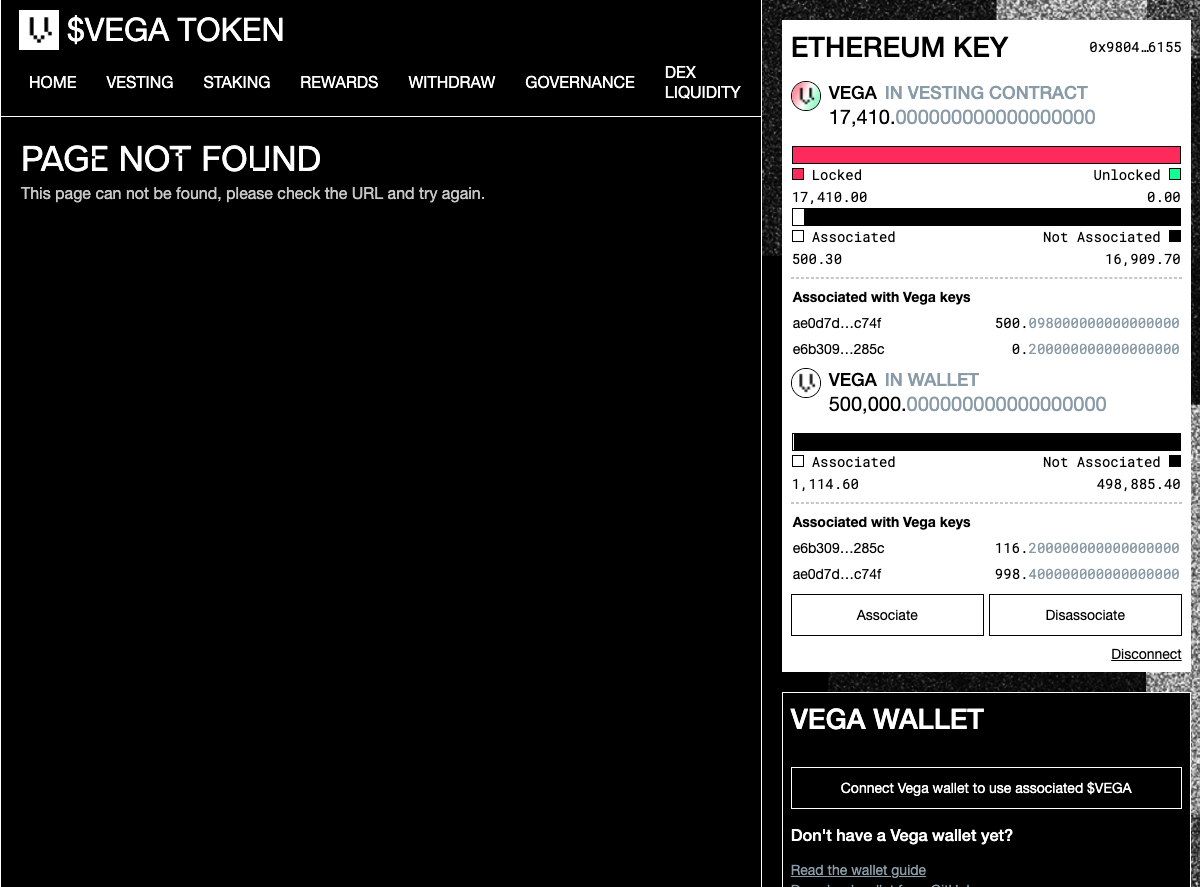 $VEGA TOKEN
HOME VESTING STAKING REWARDS WITHDRAW GOVERNANCE DEX LIQUIDITY
PAGE NOT FOUND
This page can not be found, please check the URL and try again.
ETHEREUM KEY 0x9804…6155
VEGA IN VESTING CONTRACT
17,410.000000000000000000
Locked Unlocked
17,410.00 0.00
Associated Not Associated
500.30 16,909.70
Associated with Vega keys
ae0d7d…c74f 500.098000000000000000
e6b309…285c 0.200000000000000000
VEGA IN WALLET
500,000.000000000000000000
Associated Not Associated
1,114.60 498,885.40
Associated with Vega keys
e6b309…285c 116.200000000000000000
ae0d7d…c74f 998.400000000000000000
Associate Disassociate
Disconnect
VEGA WALLET
Connect Vega wallet to use associated $VEGA
Don't have a Vega wallet yet?
Read the wallet guide